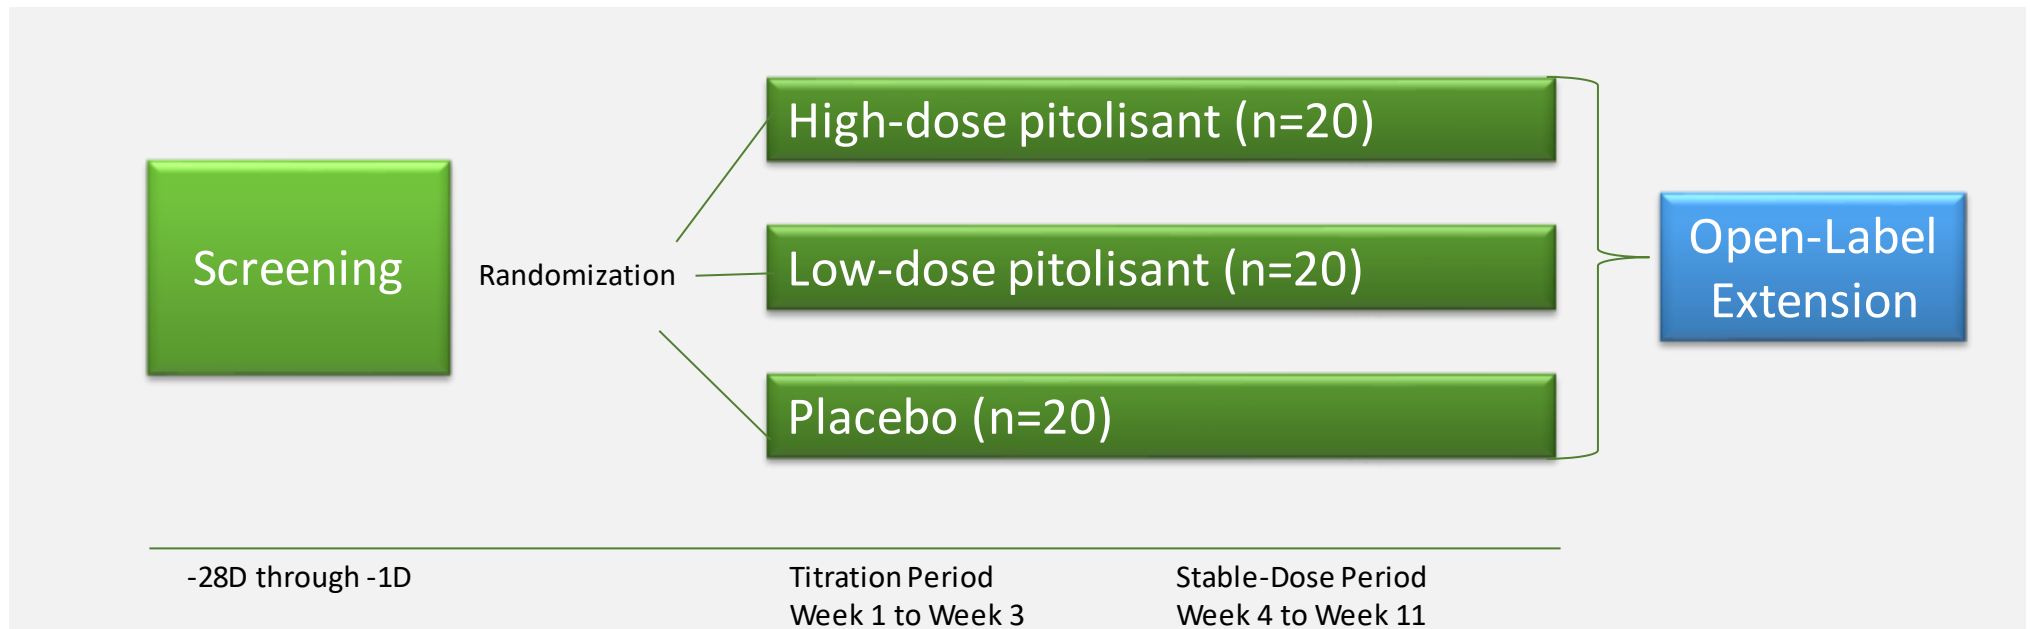 Screening
Randomization
High-dose pitolisant (n=20)
Low-dose pitolisant (n=20)
Placebo (n=20)
Open-Label
Extension
-28D through -1D
Titration Period
Week 1 to Week 3
Stable-Dose Period
Week 4 to Week 11